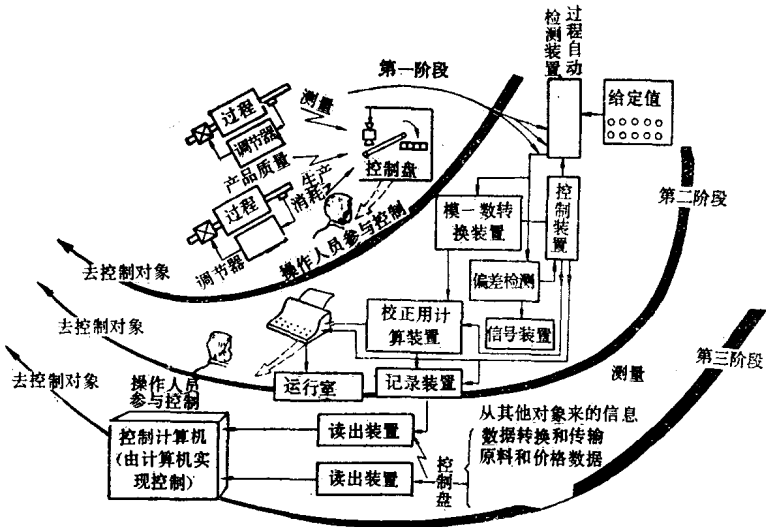 第一阶段
过程自动
检测装置
给定值
○○○○○
○○○○○
测量
过程
调节器
产品质量
生产
消耗
控制盘
过程
调节器
操作人员参与控制
模一数转
换装置
控制
装置
第二阶段
偏差检测
信号装置
去控制对象
去控制对象
去控制对象
校正用计
算装置
操作人员
参与控制
运行室
记录装置
测量
第三阶段
控制计算机
(由计算机实
现控制)
读出装置
读出装置
控制盘
从其他对象来的信息
数据转换和传输
原料和价格数据